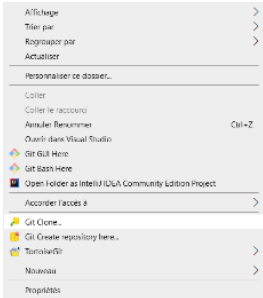 Affichage
Trier par
Regrouper par
Actualiser
Personnaliser ce dossier...
Coller
Coller le raccourci
Annuler Renommer Ctrl+Z
Ouvrir dans Visual Studio
Git GUI Here
Git Bash Here
Open Folder as IntelliJ IDEA Community Edition Project
Accorder l'accès à
Git Clone...
Git Create repository here...
TortoiseGit
Nouveau
Propriétés